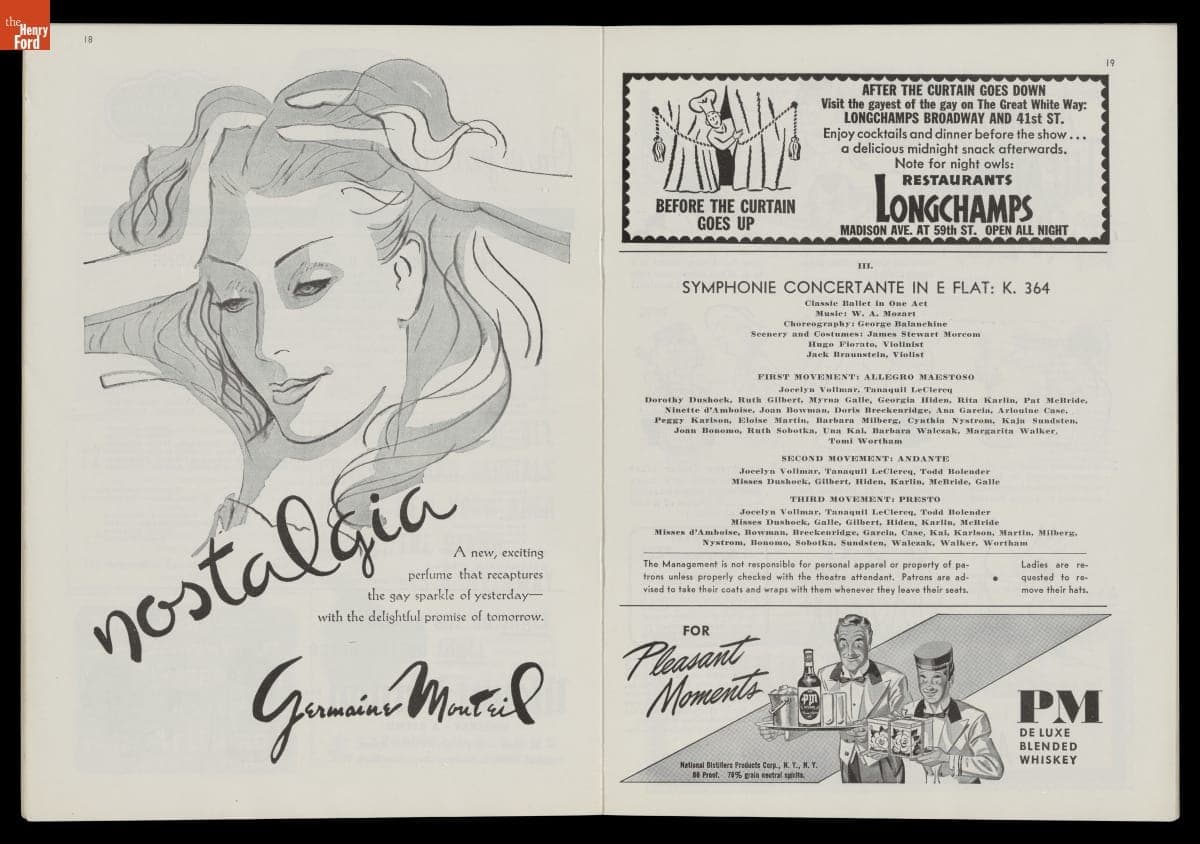 the
Henry
Ford
18
nostalgia
A new, exciting
perfume that recaptures
the gay sparkle of yesterday—
with the delightful promise of tomorrow.
Germaine Monteil
19
BEFORE THE CURTAIN
GOES UP
AFTER THE CURTAIN GOES DOWN
Visit the gayest of the gay on The Great White Way:
LONGCHAMPS BROADWAY AND 41st ST.
Enjoy cocktails and dinner before the show...
a delicious midnight snack afterwards.
Note for night owls:
RESTAURANTS
LONGCHAMPS
MADISON AVE. AT 59th ST. OPEN ALL NIGHT
III.
SYMPHONIE CONCERTANTE IN E FLAT: K. 364
Classic Ballet in One Act
Music: W. A. Mozart
Choreography: George Balanchine
Scenery and Costumes: James Stewart Morcom
Hugo Fiorato, Violinist
Jack Braunstein, Violist
FIRST MOVEMENT: ALLEGRO MAESTOSO
Jocelyn Vollmar, Tanaquil LeClercq
Dorothy Dushock, Ruth Gilbert, Myrna Galle, Georgia Hiden, Rita Karlin, Pat McBride,
Ninette d'Amboise, Joan Bowman, Doris Breckenridge, Ana Garcia, Arlouine Case,
Peggy Karlson, Eloise Martin, Barbara Milberg, Cynthia Nystrom, Kaja Sundsten,
Joan Bonomo, Ruth Sobotka, Una Kai, Barbara Walczak, Margarita Walker,
Tomi Wortham
SECOND MOVEMENT: ANDANTE
Jocelyn Vollmar, Tanaquil LeClercq, Todd Bolender
Misses Dushock, Gilbert, Hiden, Karlin, McBride, Galle
THIRD MOVEMENT: PRESTO
Jocelyn Vollmar, Tanaquil LeClercq, Todd Bolender
Misses Dushock, Galle, Gilbert, Hiden, Karlin, McBride
Misses d'Amboise, Bowman, Breckenridge, Garcia, Case, Kai, Karlson, Martin, Milberg,
Nystrom, Bonomo, Sobotka, Sundsten, Walczak, Walker, Wortham
The Management is not responsible for personal apparel or property of pa-
trons unless properly checked with the theatre attendant. Patrons are ad-
vised to take their coats and wraps with them whenever they leave their seats.
•
Ladies are re-
quested to re-
move their hats.
FOR
Pleasant
Moments
PM
PM
DE LUXE
BLENDED
WHISKEY
National Distillers Products Corp., N. Y., N. Y.
80 Proof. 70% grain neutral spirits.